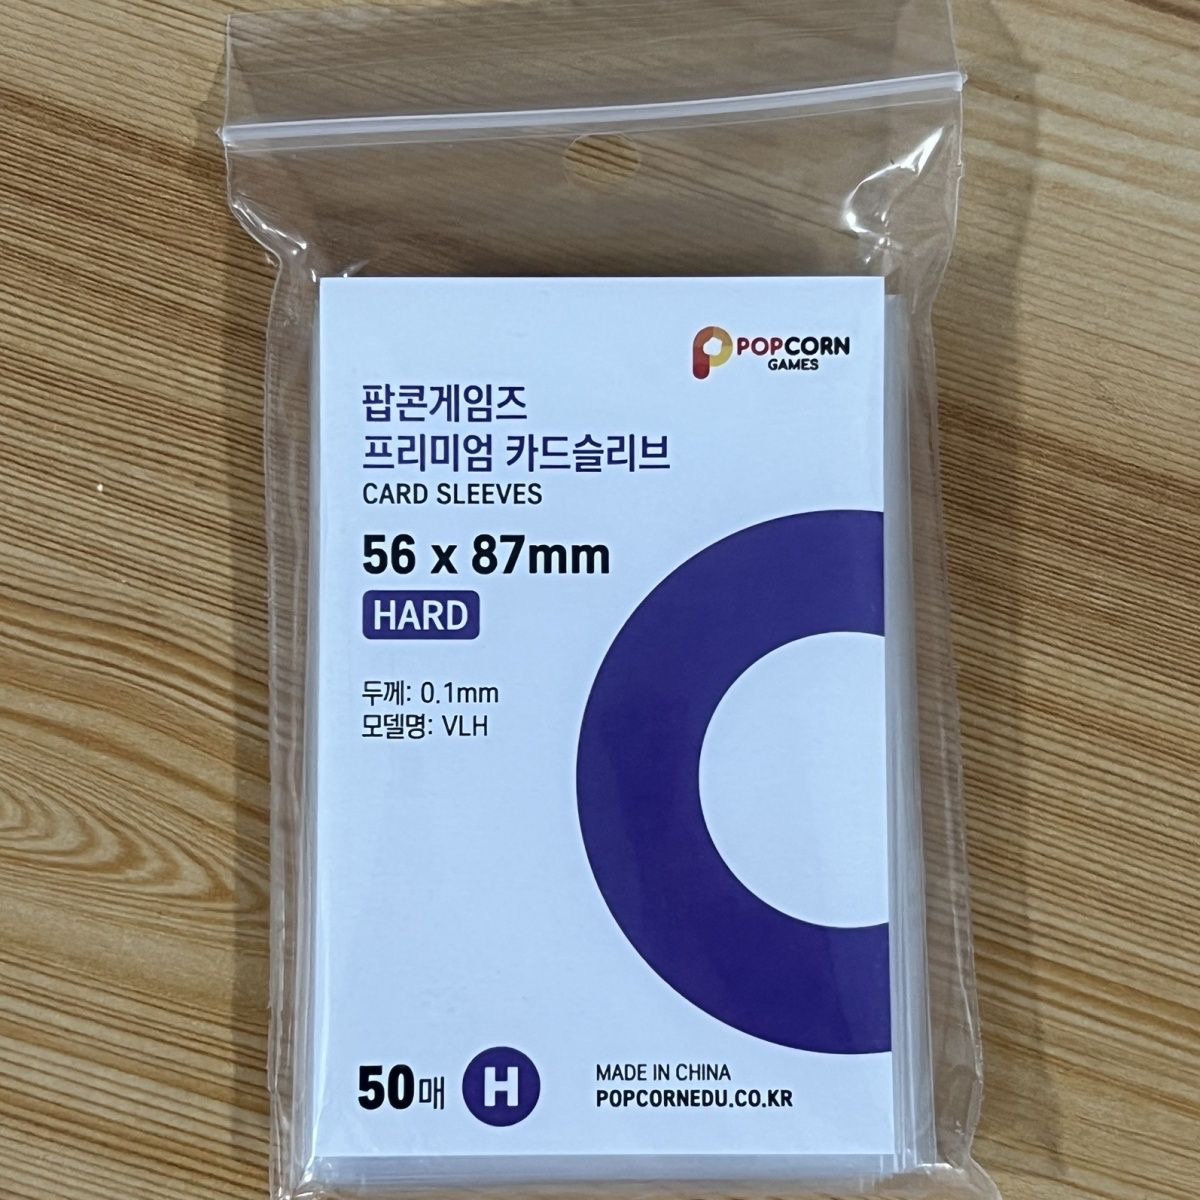 POPCORN
GAMES
팝콘게임즈
프리미엄 카드슬리브
CARD SLEEVES
56 x 87mm
HARD
두께: 0.1mm
모델명: VLH
50매
H
MADE IN CHINA
POPCORNEDU.CO.KR